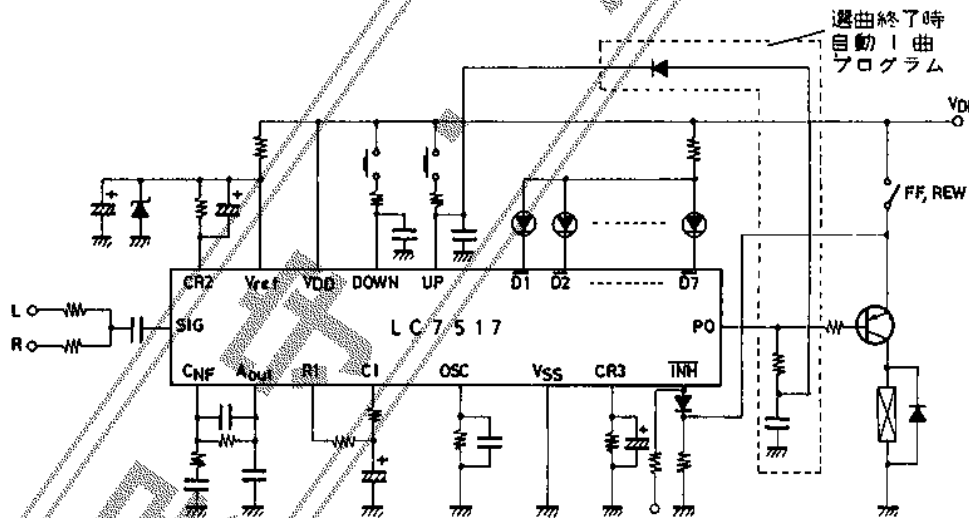 選曲終了時
自動1曲
プログラム
VDD
FF, REW
CR2 Vref VDD DOWN UP D1 D2 D7
L
R
SIG
LC7517
PO
CNF Aout R1 C1 OSC VSS CR3 INH